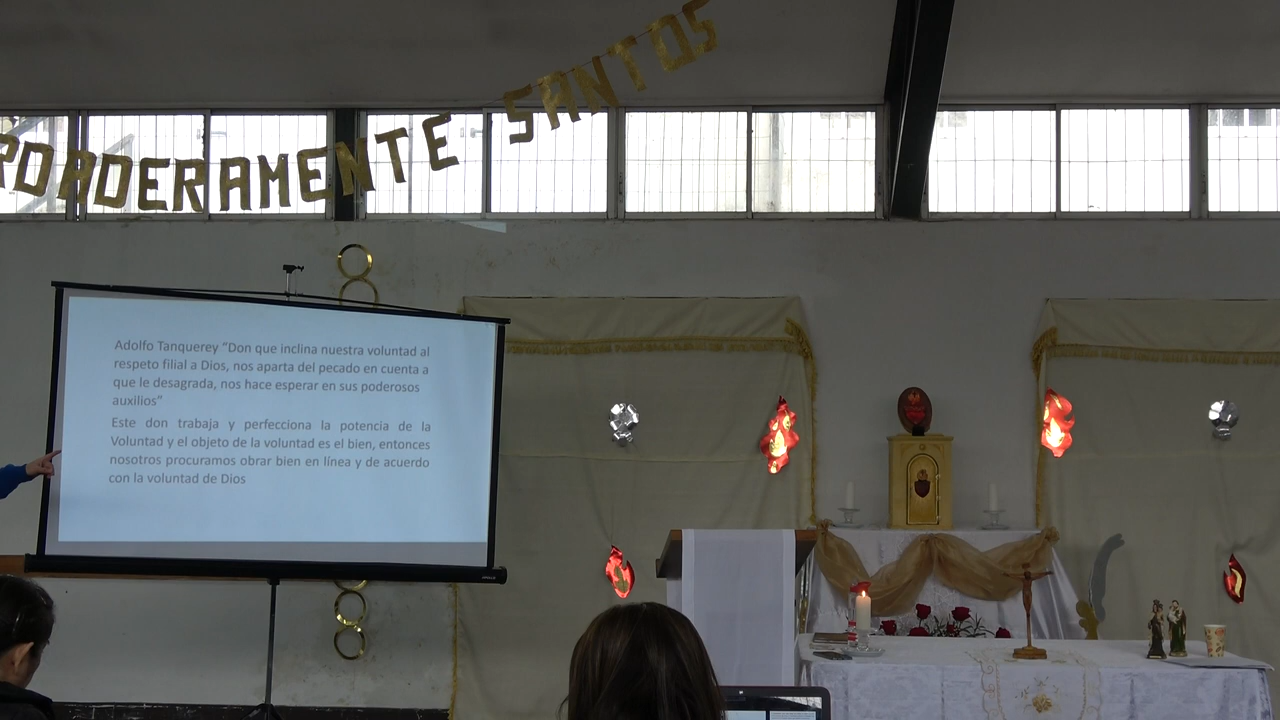 PODERAMENTE SANTOS
Adolfo Tanquerey “Don que inclina nuestra voluntad al
respeto filial a Dios, nos aparta del pecado en cuenta a
que le desagrada, nos hace esperar en sus poderosos
auxilios”
Este don trabaja y perfecciona la potencia de la
Voluntad y el objeto de la voluntad es el bien, entonces
nosotros procuramos obrar bien en línea y de acuerdo
con la voluntad de Dios